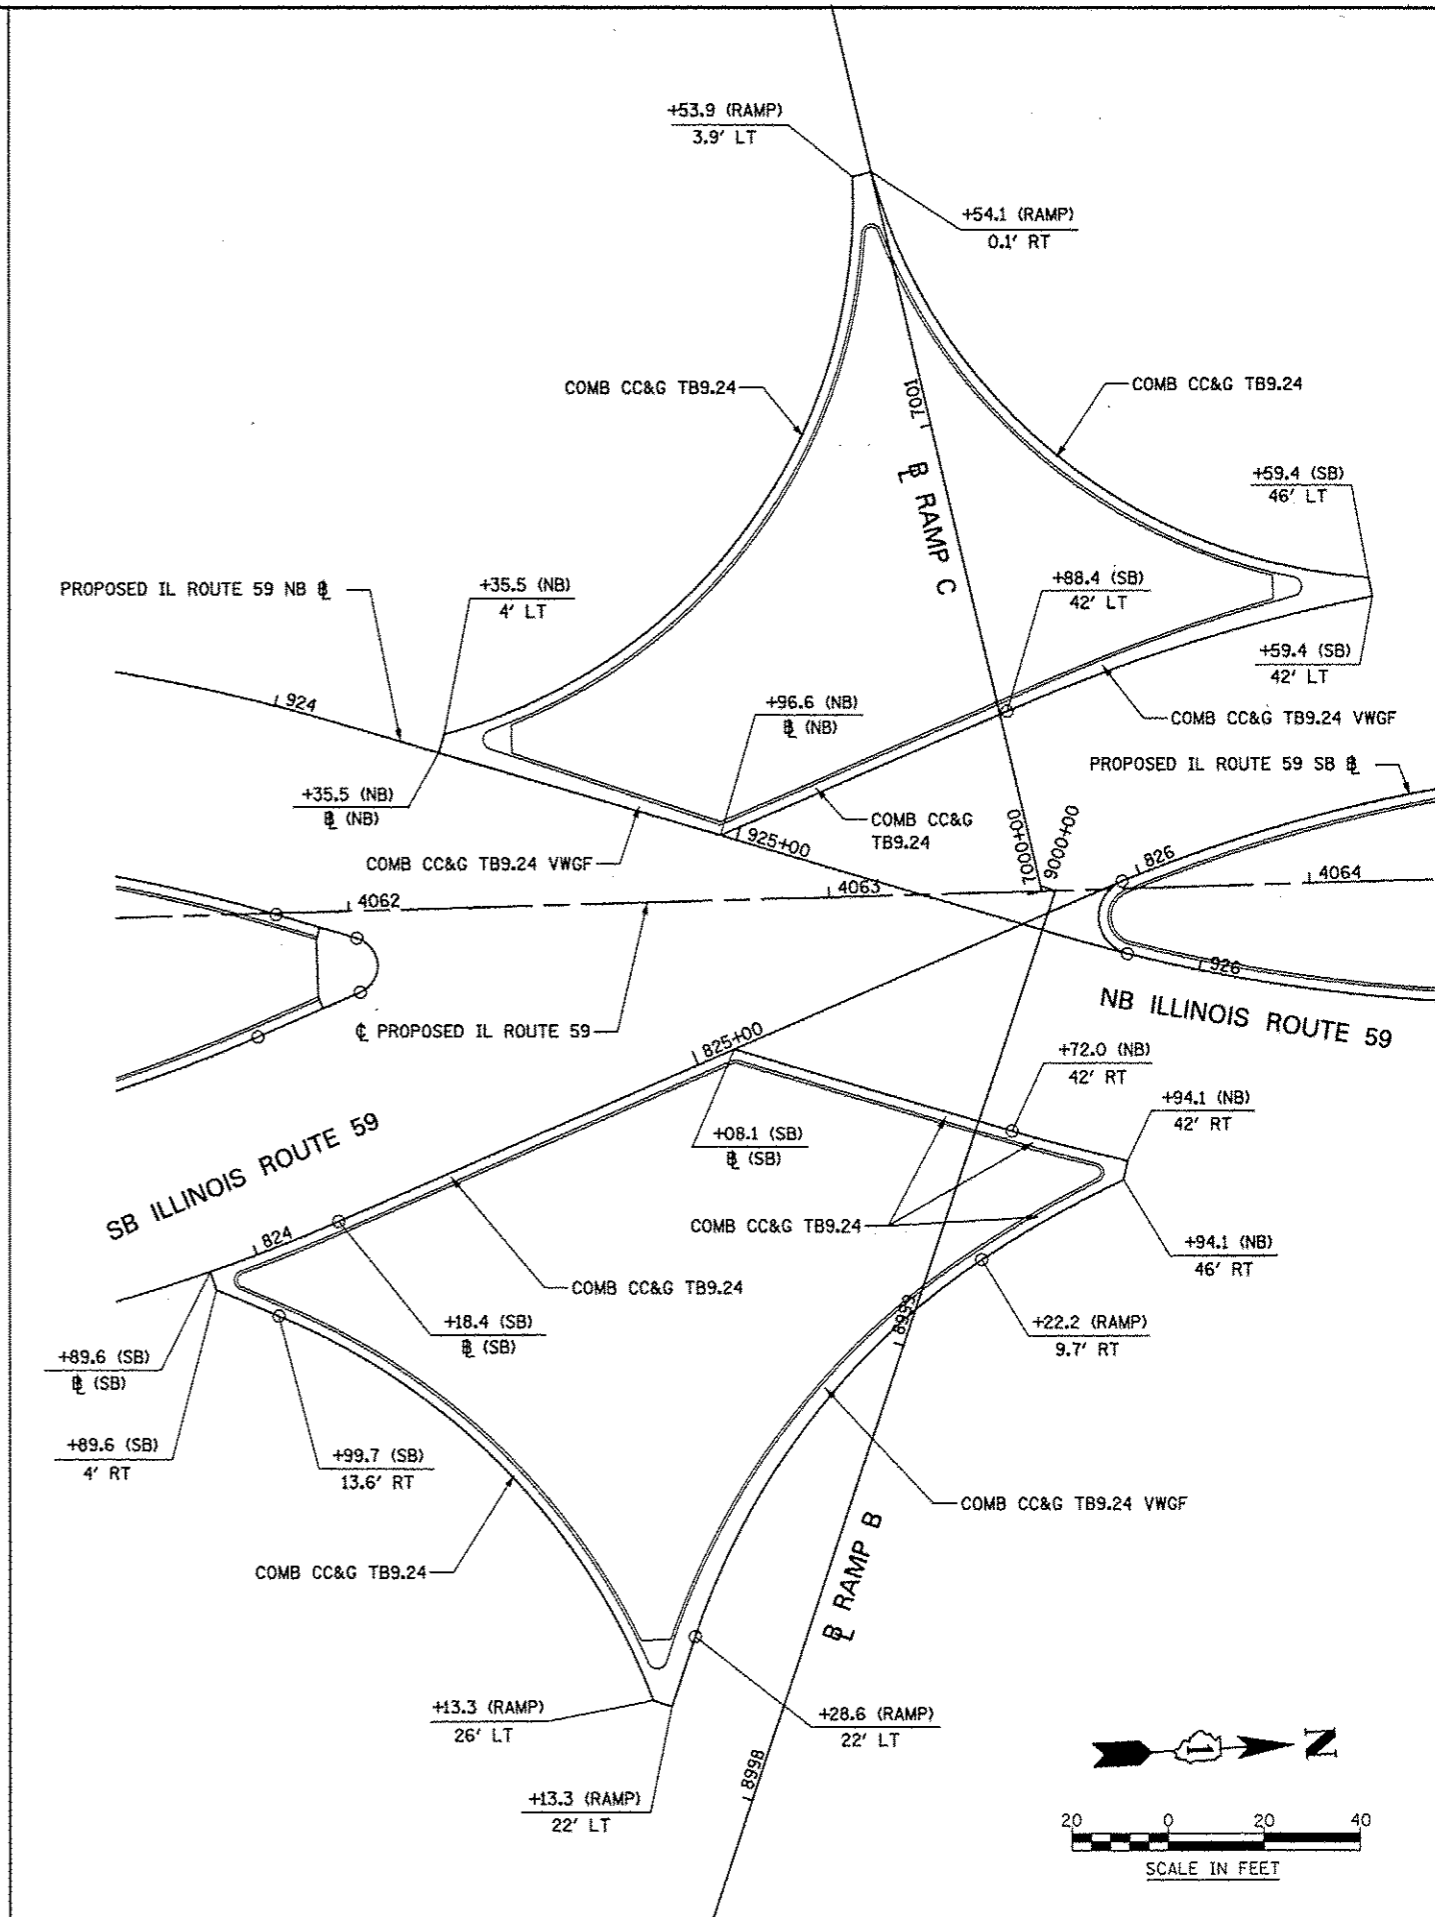 +53.9 (RAMP)
3.9' LT
+54.1 (RAMP)
0.1' RT
COMB CC&G TB9.24
COMB CC&G TB9.24
7001
℄ RAMP C
+59.4 (SB)
46' LT
PROPOSED IL ROUTE 59 NB ℄
+35.5 (NB)
4' LT
+88.4 (SB)
42' LT
+59.4 (SB)
42' LT
924
+96.6 (NB)
℄ (NB)
COMB CC&G TB9.24 VWGF
PROPOSED IL ROUTE 59 SB ℄
+35.5 (NB)
℄ (NB)
COMB CC&G
TB9.24
7000+00
9000+00
925+00
COMB CC&G TB9.24 VWGF
826
4062
4063
4064
926
NB ILLINOIS ROUTE 59
℄ PROPOSED IL ROUTE 59
825+00
+72.0 (NB)
42' RT
+94.1 (NB)
42' RT
SB ILLINOIS ROUTE 59
+08.1 (SB)
℄ (SB)
824
COMB CC&G TB9.24
+94.1 (NB)
46' RT
COMB CC&G TB9.24
+18.4 (SB)
℄ (SB)
8999
+22.2 (RAMP)
9.7' RT
+89.6 (SB)
℄ (SB)
+89.6 (SB)
4' RT
+99.7 (SB)
13.6' RT
COMB CC&G TB9.24 VWGF
COMB CC&G TB9.24
℄ RAMP B
+13.3 (RAMP)
26' LT
+28.6 (RAMP)
22' LT
+13.3 (RAMP)
22' LT
8998
1
N
20 0 20 40
SCALE IN FEET